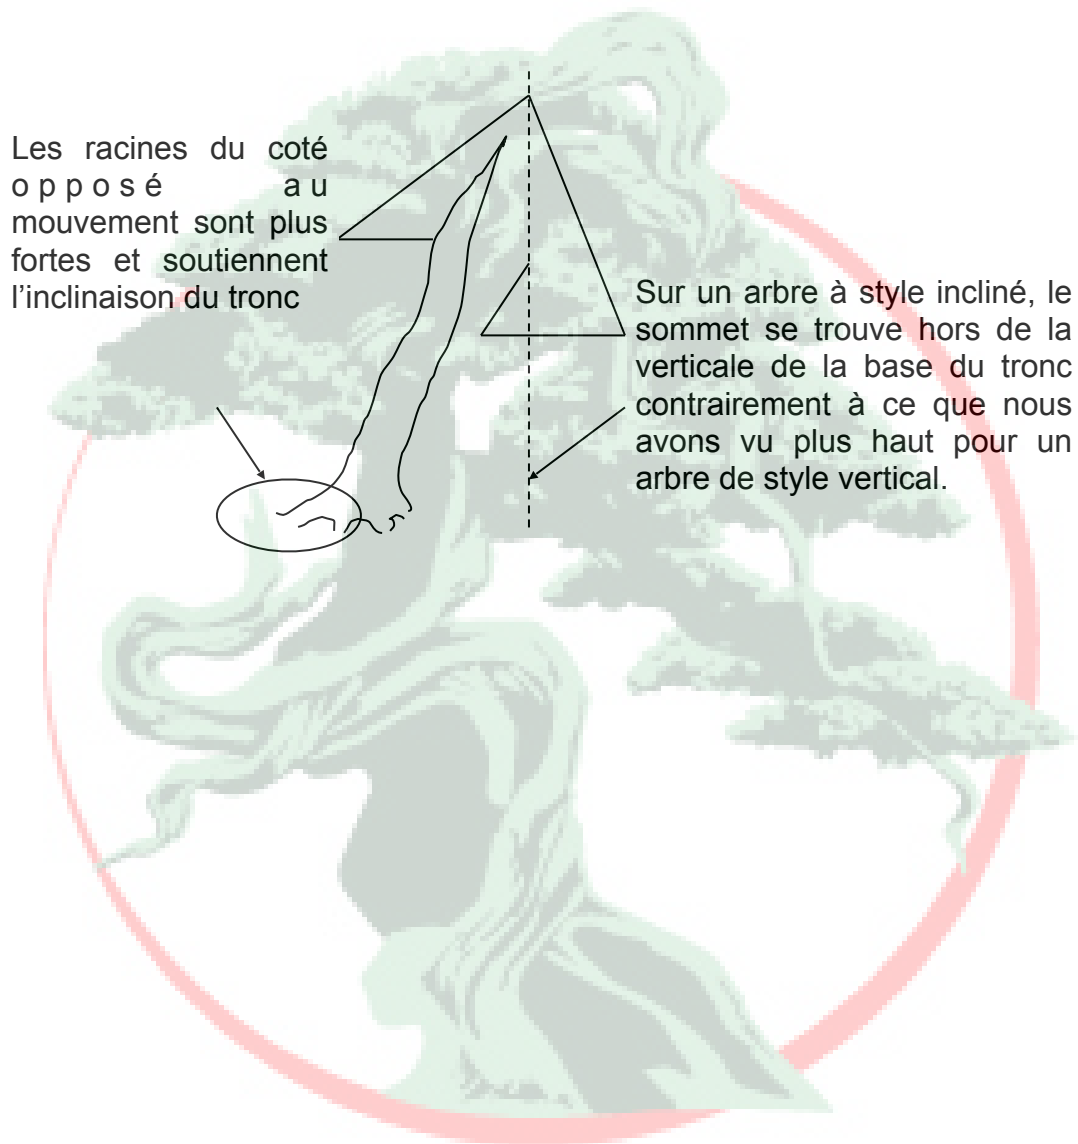 Les racines du coté
opposé au
mouvement sont plus
fortes et soutiennent
l’inclinaison du tronc
Sur un arbre à style incliné, le
sommet se trouve hors de la
verticale de la base du tronc
contrairement à ce que nous
avons vu plus haut pour un
arbre de style vertical.